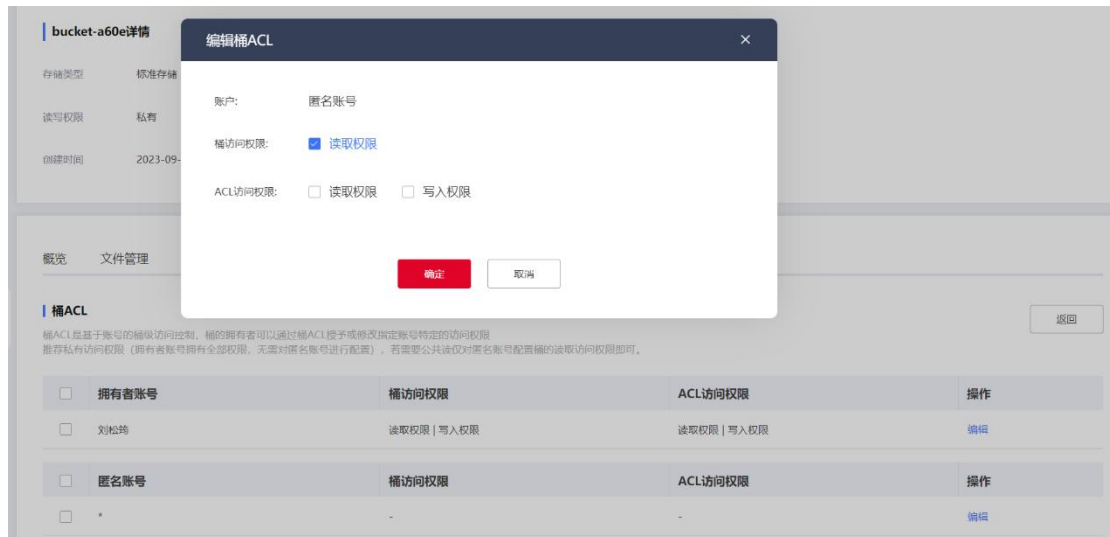 bucket-a60e详情
存储类型 标准存储
读写权限 私有
创建时间 2023-09-
编辑桶ACL ×
账户: 匿名账号
桶访问权限: 读取权限
ACL访问权限: 读取权限 写入权限
确定 取消
概览 文件管理
桶ACL
返回
桶ACL是基于账号的桶级访问控制，桶的拥有者可以通过桶ACL授予或修改指定账号特定的访问权限
推荐私有访问权限（拥有者账号拥有全部权限，无需对匿名账号进行配置），若需要公共读仅对匿名账号配置桶的读取访问权限即可。
拥有者账号 桶访问权限 ACL访问权限 操作
刘松筠 读取权限 | 写入权限 读取权限 | 写入权限 编辑
匿名账号 桶访问权限 ACL访问权限 操作
* - - 编辑